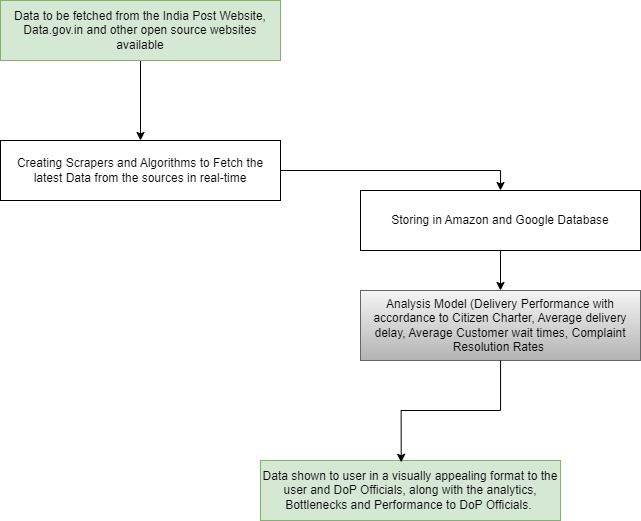 Data to be fetched from the India Post Website,
Data.gov.in and other open source websites
available
Creating Scrapers and Algorithms to Fetch the
latest Data from the sources in real-time
Storing in Amazon and Google Database
Analysis Model (Delivery Performance with
accordance to Citizen Charter, Average delivery
delay, Average Customer wait times, Complaint
Resolution Rates
Data shown to user in a visually appealing format to the
user and DoP Officials, along with the analytics,
Bottlenecks and Performance to DoP Officials.